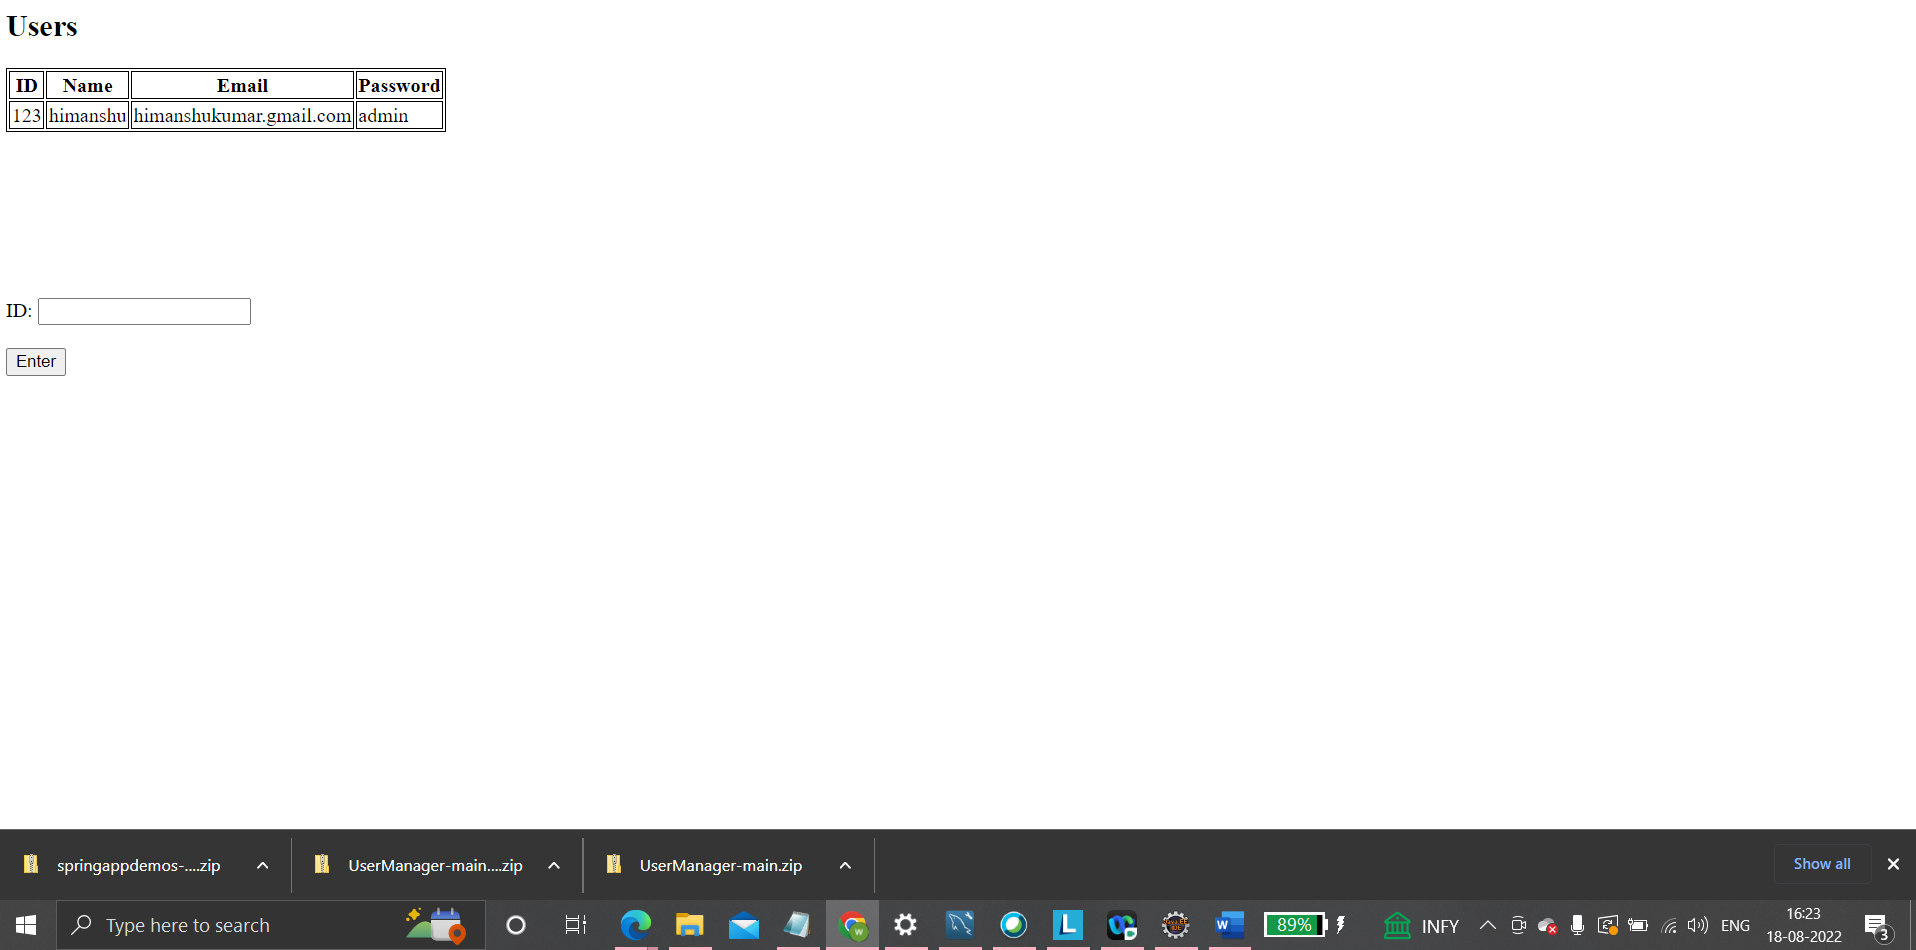 Users
ID Name Email Password
123 himanshu himanshukumar.gmail.com admin
ID:
Enter
springappdemos-....zip UserManager-main....zip UserManager-main.zip Show all
Type here to search 89% INFY ENG 16:23
18-08-2022 3